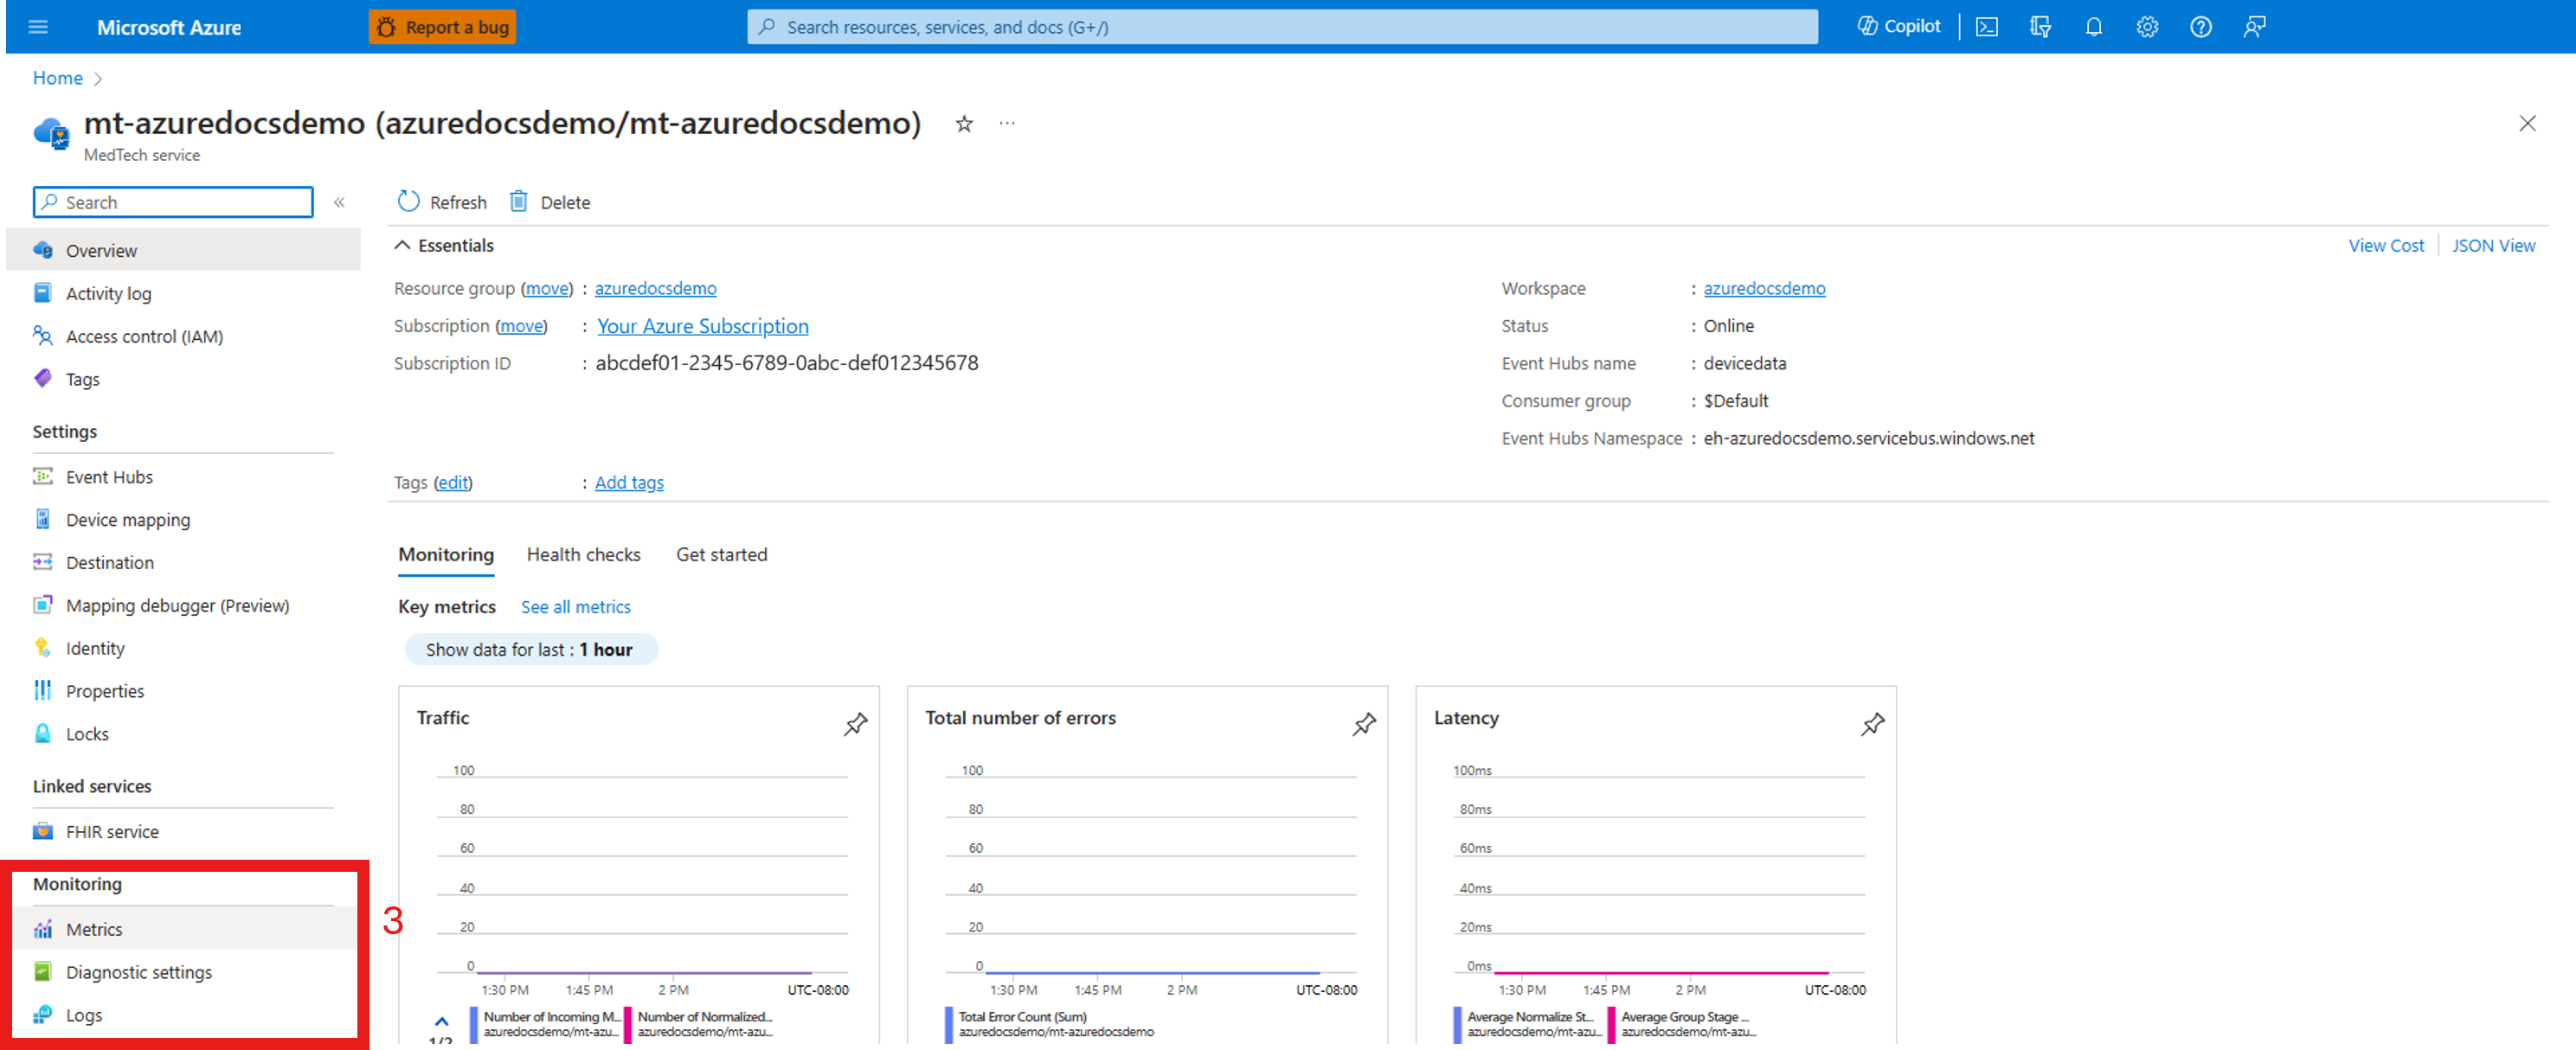 Microsoft Azure
Report a bug
Search resources, services, and docs (G+/)
Copilot
Home
mt-azuredocsdemo (azuredocsdemo/mt-azuredocsdemo)
MedTech service
Search
Overview
Activity log
Access control (IAM)
Tags
Settings
Event Hubs
Device mapping
Destination
Mapping debugger (Preview)
Identity
Properties
Locks
Linked services
FHIR service
Monitoring
Metrics
Diagnostic settings
Logs
3
Refresh Delete
Essentials
View Cost JSON View
Resource group (move) : azuredocsdemo
Subscription (move) : Your Azure Subscription
Subscription ID : abcdef01-2345-6789-0abc-def012345678
Workspace : azuredocsdemo
Status : Online
Event Hubs name : devicedata
Consumer group : $Default
Event Hubs Namespace : eh-azuredocsdemo.servicebus.windows.net
Tags (edit) : Add tags
Monitoring Health checks Get started
Key metrics See all metrics
Show data for last : 1 hour
Traffic
100
80
60
40
20
0
1:30 PM 1:45 PM 2 PM UTC-08:00
Number of Incoming M... Number of Normalized...
azuredocsdemo/mt-azu... azuredocsdemo/mt-azu...
1/2
Total number of errors
100
80
60
40
20
0
1:30 PM 1:45 PM 2 PM UTC-08:00
Total Error Count (Sum)
azuredocsdemo/mt-azuredocsdemo
Latency
100ms
80ms
60ms
40ms
20ms
0ms
1:30 PM 1:45 PM 2 PM UTC-08:00
Average Normalize St... Average Group Stage ...
azuredocsdemo/mt-azu... azuredocsdemo/mt-azu...